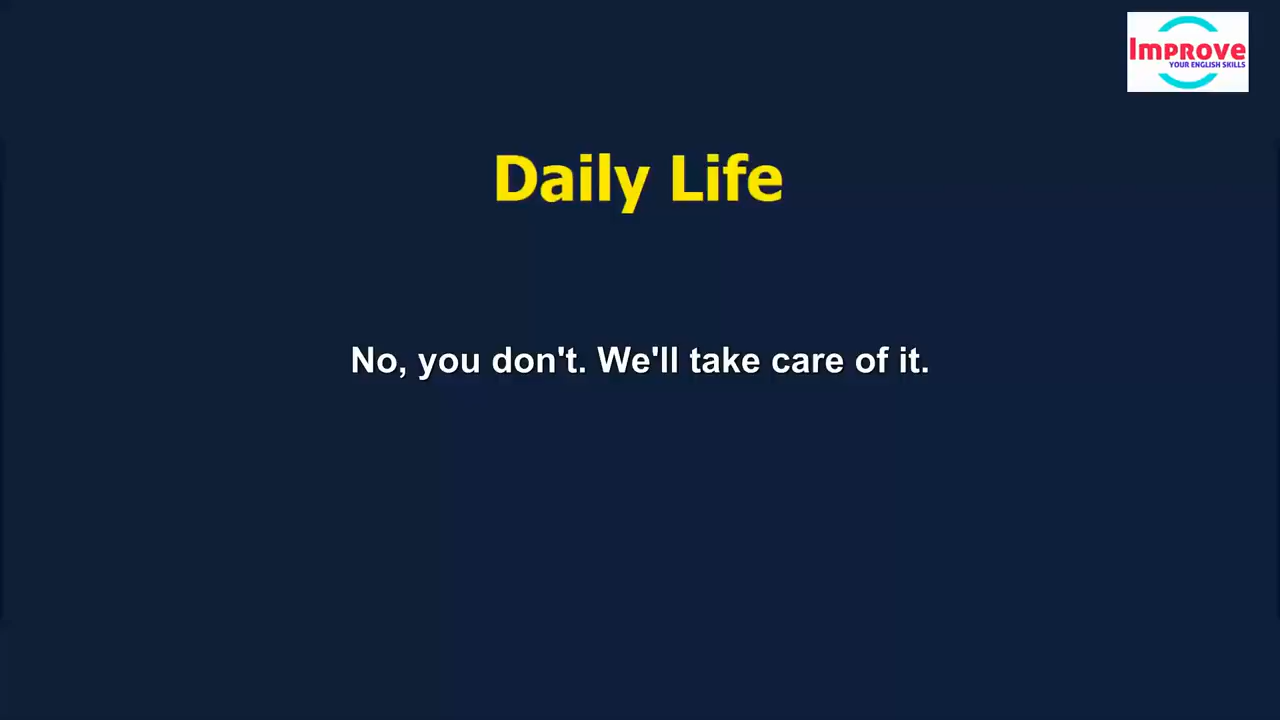 Improve
YOUR ENGLISH SKILLS
Daily Life
No, you don't. We'll take care of it.